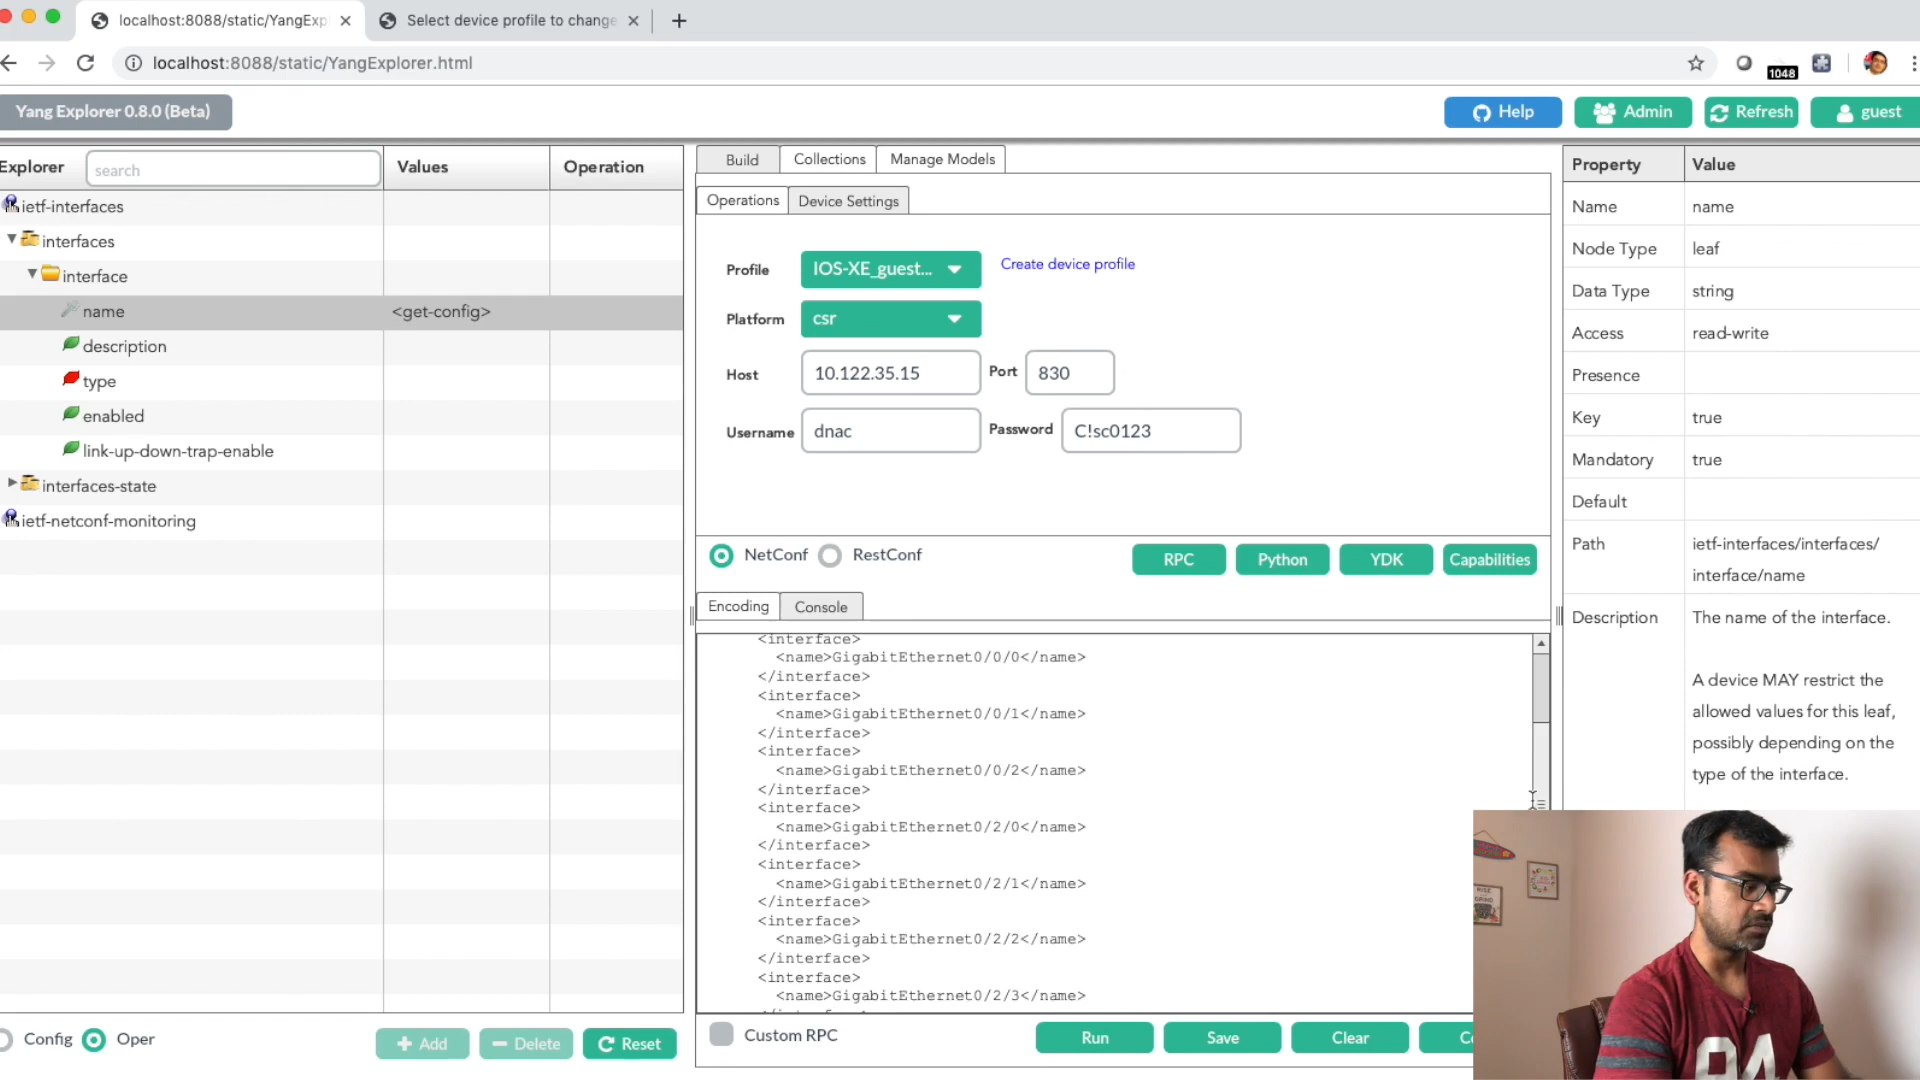 localhost:8088/static/YangExpl
Select device profile to change
localhost:8088/static/YangExplorer.html
1048
Yang Explorer 0.8.0 (Beta)
Help
Admin
Refresh
guest
Explorer
search
Values
Operation
ietf-interfaces
interfaces
interface
name
<get-config>
description
type
enabled
link-up-down-trap-enable
interfaces-state
ietf-netconf-monitoring
Config
Oper
Add
Delete
Reset
Build
Collections
Manage Models
Operations
Device Settings
Profile
IOS-XE_guest...
Create device profile
Platform
csr
Host
10.122.35.15
Port
830
Username
dnac
Password
C!sc0123
NetConf
RestConf
RPC
Python
YDK
Capabilities
Encoding
Console
<interface>
<name>GigabitEthernet0/0/0</name>
</interface>
<interface>
<name>GigabitEthernet0/0/1</name>
</interface>
<interface>
<name>GigabitEthernet0/0/2</name>
</interface>
<interface>
<name>GigabitEthernet0/2/0</name>
</interface>
<interface>
<name>GigabitEthernet0/2/1</name>
</interface>
<interface>
<name>GigabitEthernet0/2/2</name>
</interface>
<interface>
<name>GigabitEthernet0/2/3</name>
Custom RPC
Run
Save
Clear
Property
Value
Name
name
Node Type
leaf
Data Type
string
Access
read-write
Presence
Key
true
Mandatory
true
Default
Path
ietf-interfaces/interfaces/
interface/name
Description
The name of the interface.
A device MAY restrict the
allowed values for this leaf,
possibly depending on the
type of the interface.